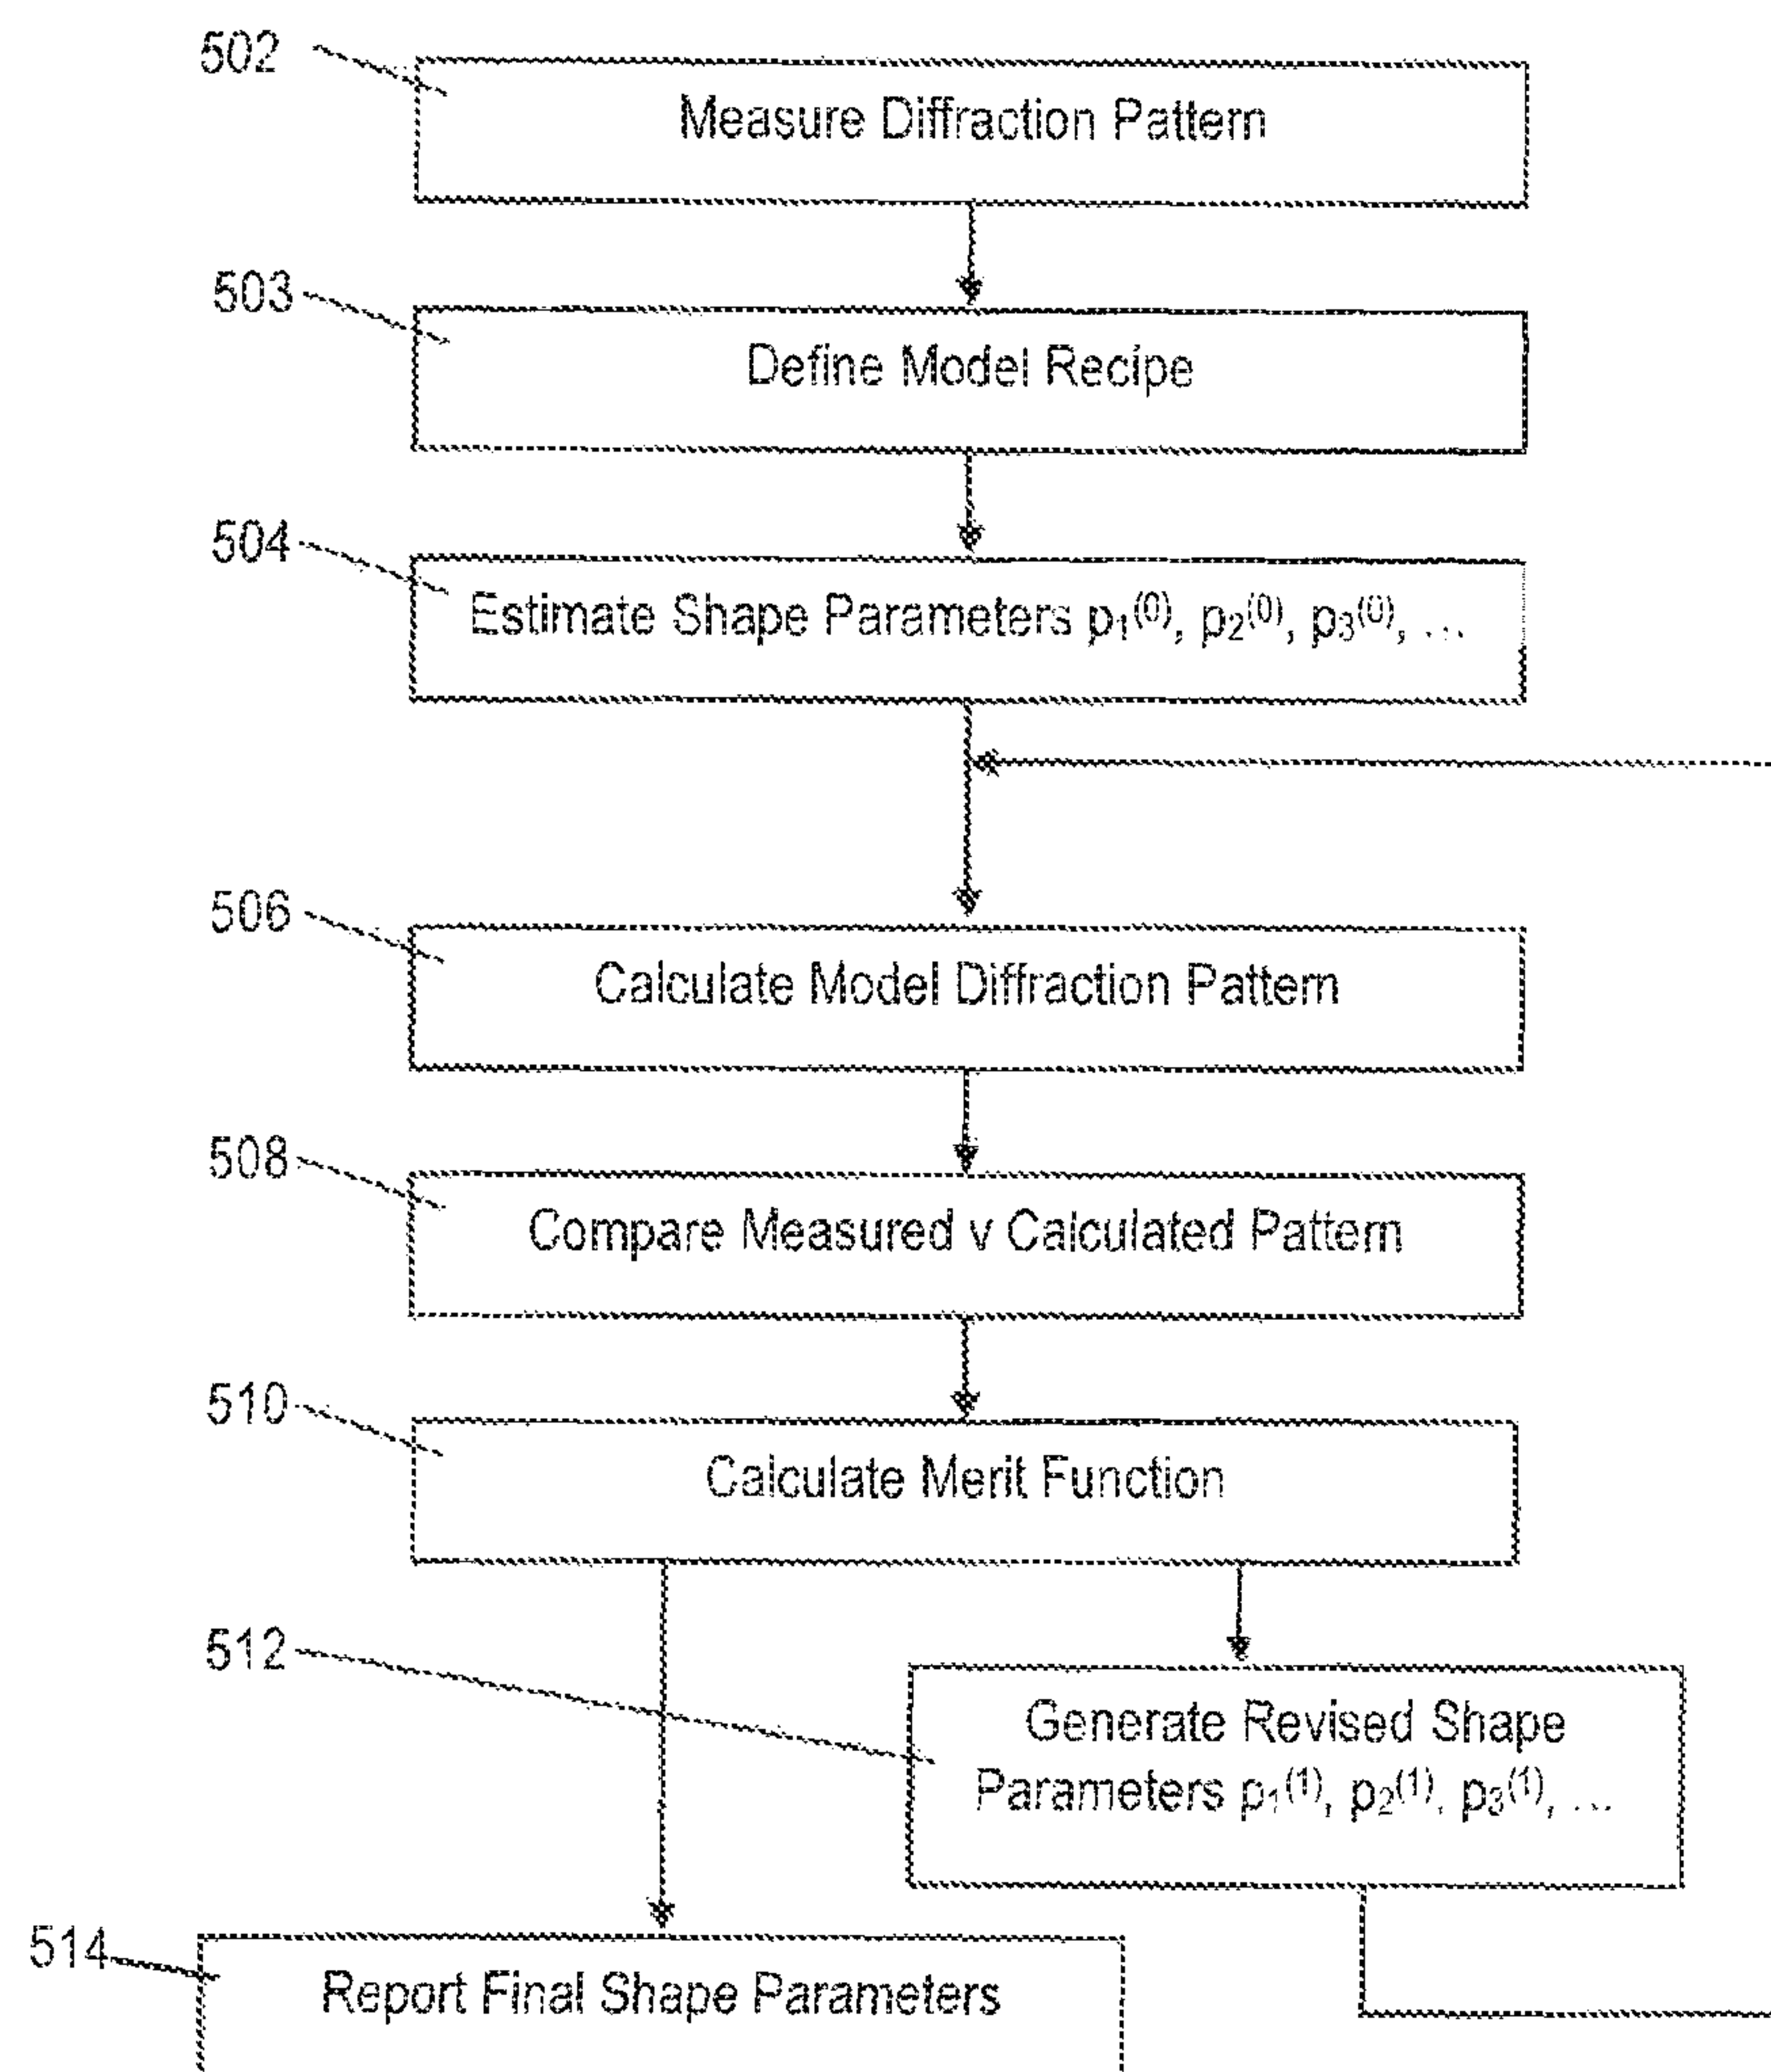 502
Measure Diffraction Pattern
503
Define Model Recipe
504
Estimate Shape Parameters p₁⁽⁰⁾, p₂⁽⁰⁾, p₃⁽⁰⁾, ...
506
Calculate Model Diffraction Pattern
508
Compare Measured v Calculated Pattern
510
Calculate Merit Function
512
Generate Revised Shape
Parameters p₁⁽¹⁾, p₂⁽¹⁾, p₃⁽¹⁾, ...
514
Report Final Shape Parameters